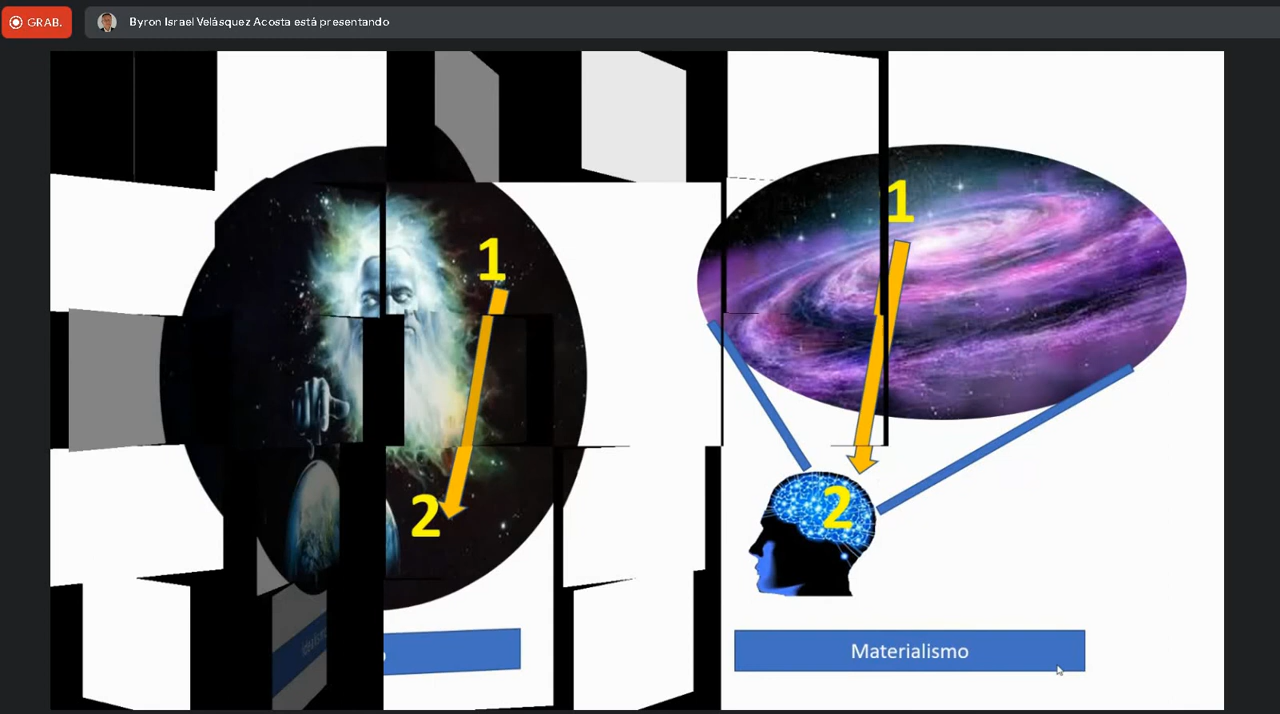 GRAB.
Byron Israel Velásquez Acosta está presentando
1
2
1
2
Materialismo